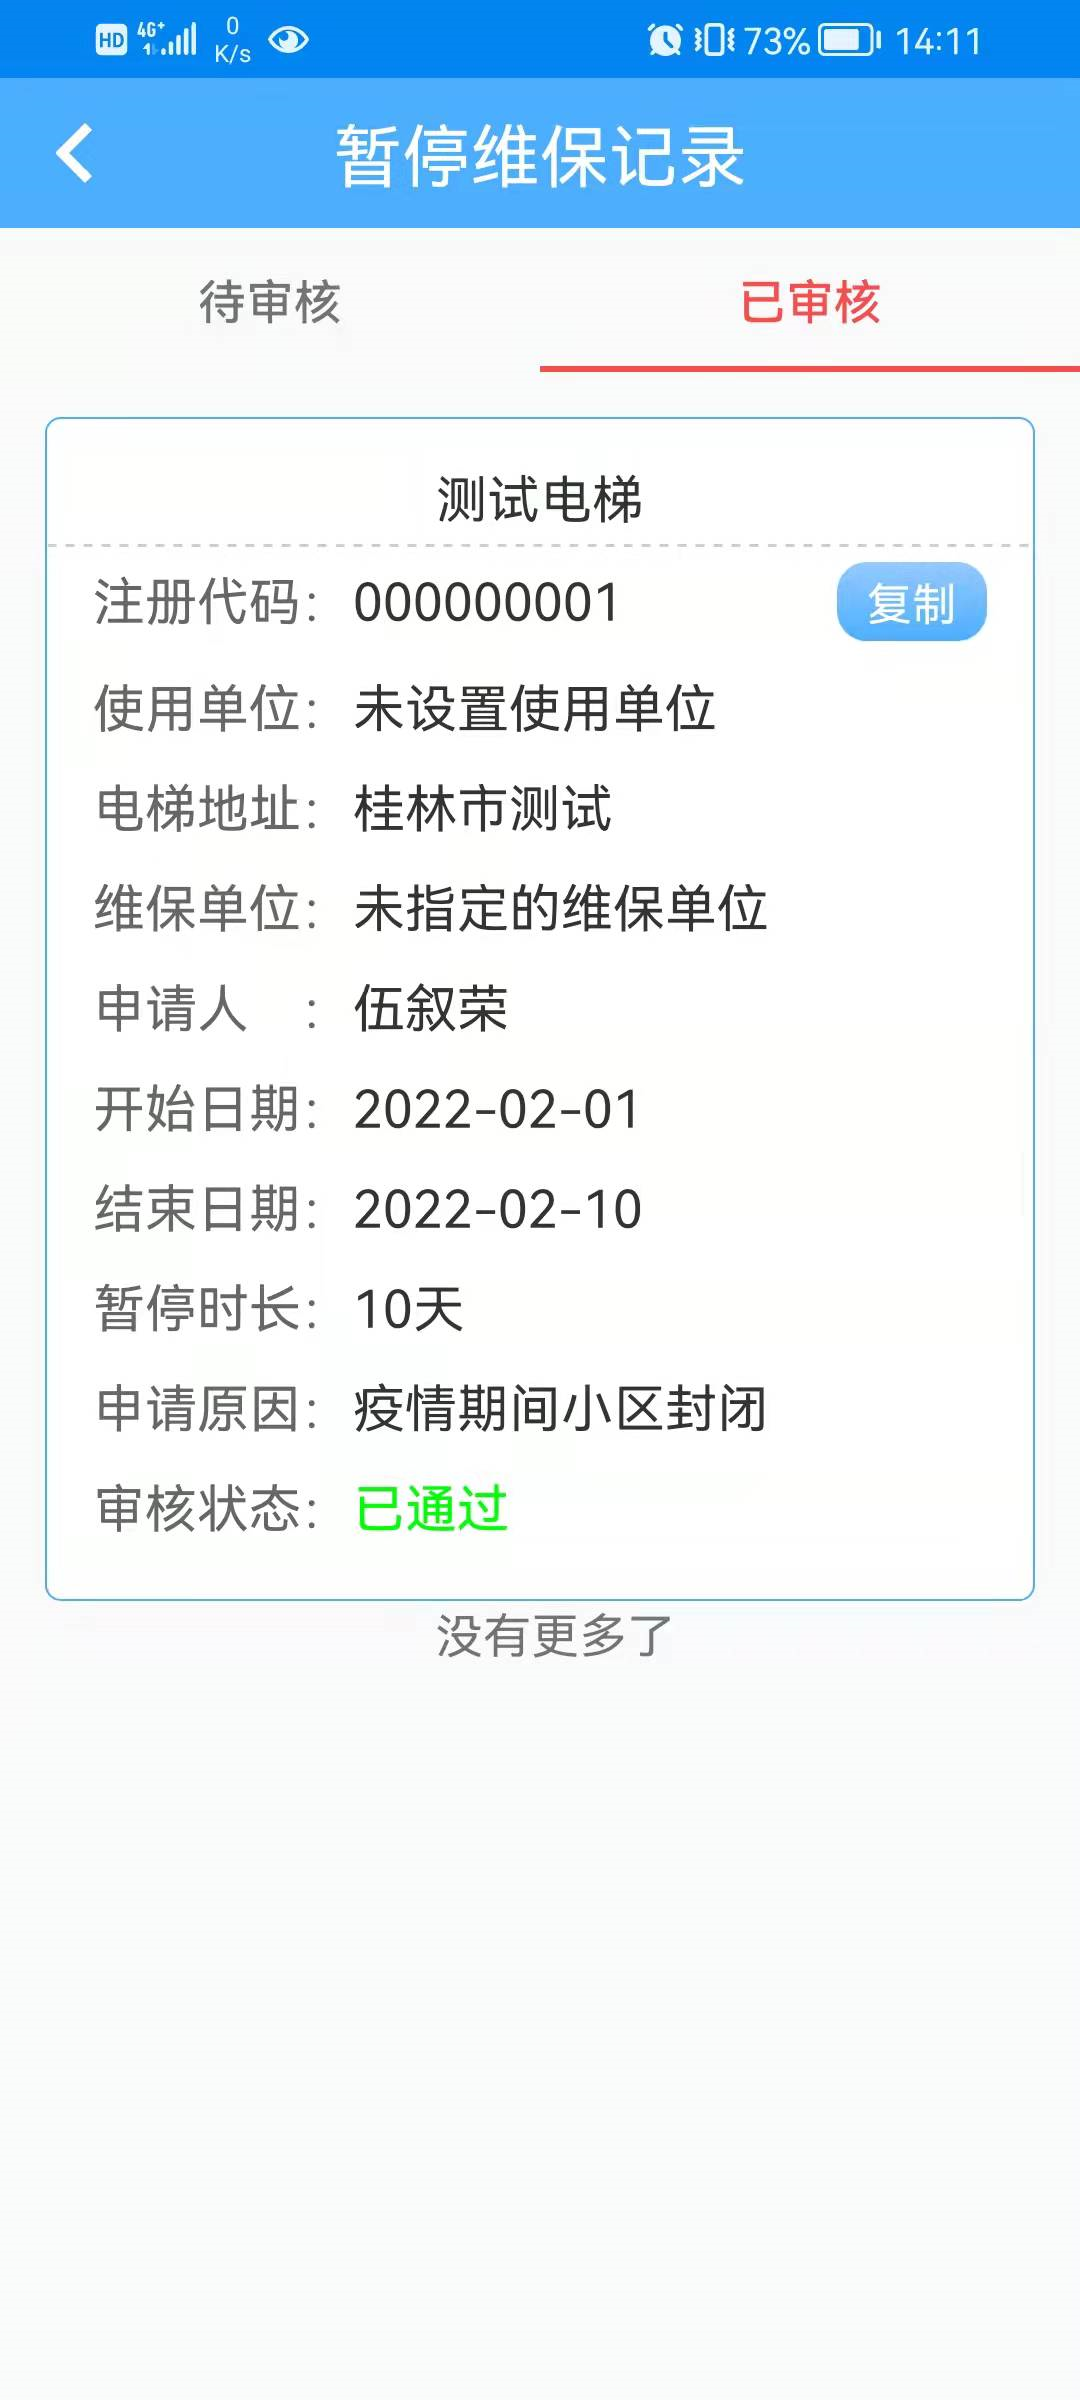 HD 4G+ 0 K/s 73% 14:11
暂停维保记录
待审核 已审核
测试电梯
注册代码： 000000001 复制
使用单位： 未设置使用单位
电梯地址： 桂林市测试
维保单位： 未指定的维保单位
申请人　： 伍叙荣
开始日期： 2022-02-01
结束日期： 2022-02-10
暂停时长： 10天
申请原因： 疫情期间小区封闭
审核状态： 已通过
没有更多了